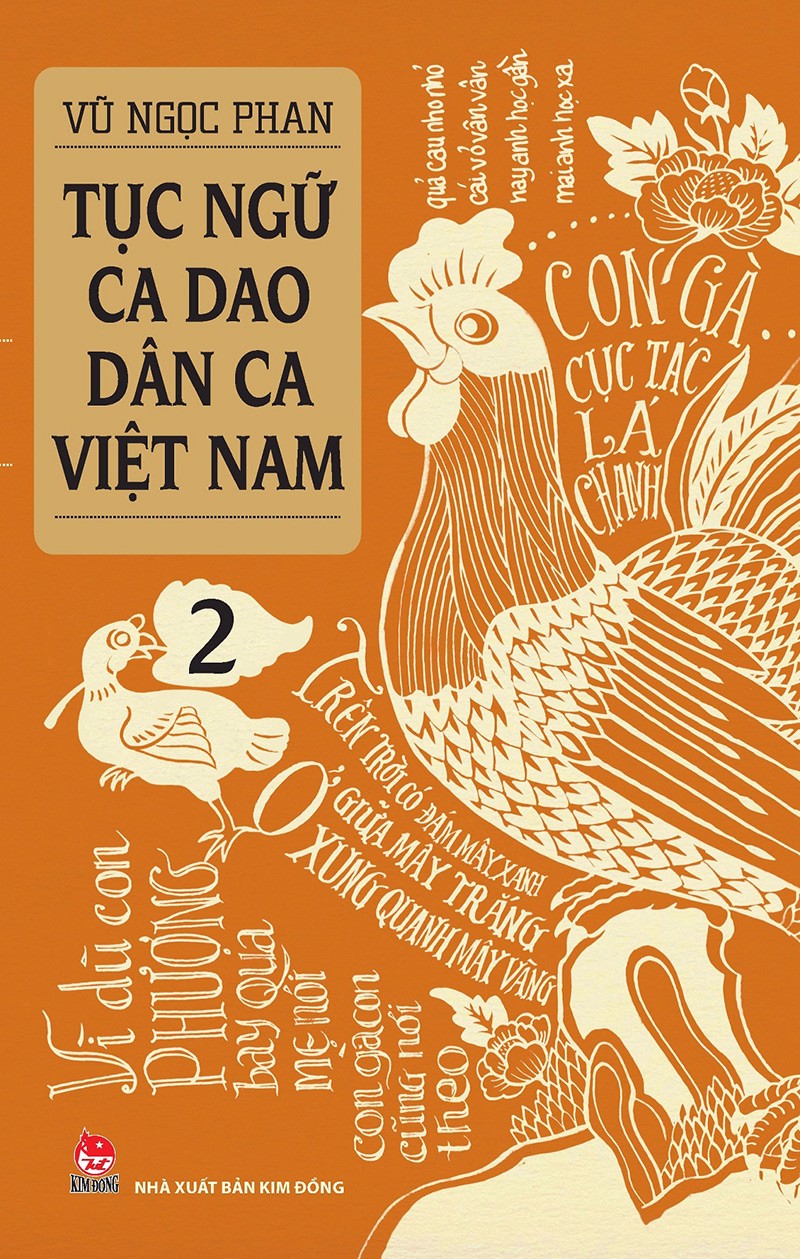 VŨ NGỌC PHAN
TỤC NGỮ
CA DAO
DÂN CA
VIỆT NAM
2
quả cau nho nhỏ
cái vỏ vân vân
nay anh học gần
mai anh học xa
CON GÀ...
CỤC TÁC
LÁ
CHANH
TRÊN TRỜI CÓ ĐÁM MÂY XANH
Ở GIỮA MÂY TRẮNG
XUNG QUANH MÂY VÀNG
Ví dù con
PHƯỢNG
bay qua
mẹ nói
con gà con
cũng nói
theo
KIM ĐỒNG
NHÀ XUẤT BẢN KIM ĐỒNG